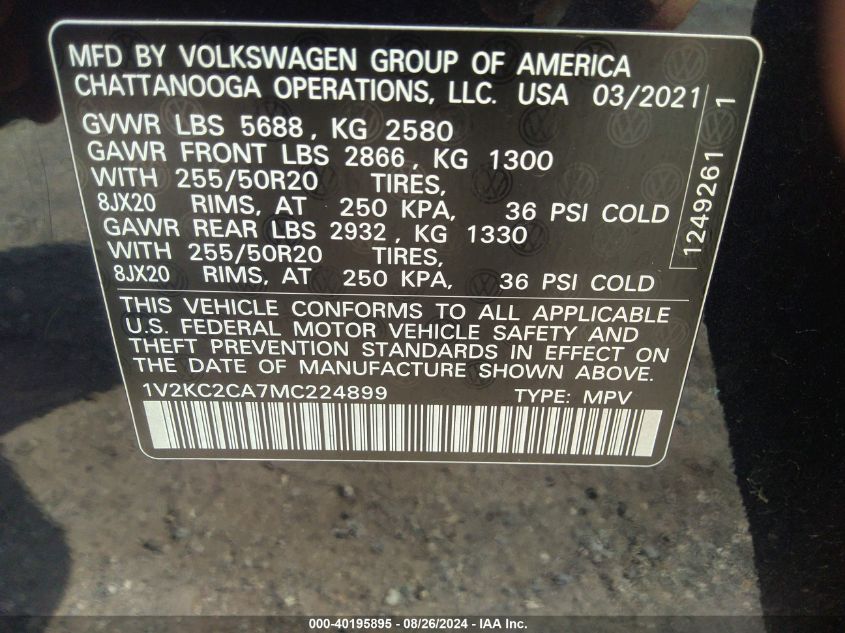 MFD BY VOLKSWAGEN GROUP OF AMERICA
CHATTANOOGA OPERATIONS, LLC. USA 03/2021
GVWR LBS 5688, KG 2580
GAWR FRONT LBS 2866, KG 1300
WITH 255/50R20 TIRES,
8JX20 RIMS, AT 250 KPA, 36 PSI COLD
GAWR REAR LBS 2932, KG 1330
WITH 255/50R20 TIRES,
8JX20 RIMS, AT 250 KPA, 36 PSI COLD
1249261 1
THIS VEHICLE CONFORMS TO ALL APPLICABLE
U.S. FEDERAL MOTOR VEHICLE SAFETY AND
THEFT PREVENTION STANDARDS IN EFFECT ON
THE DATE OF MANUFACTURE SHOWN ABOVE.
1V2KC2CA7MC224899 TYPE: MPV
000-40195895 - 08/26/2024 - IAA Inc.